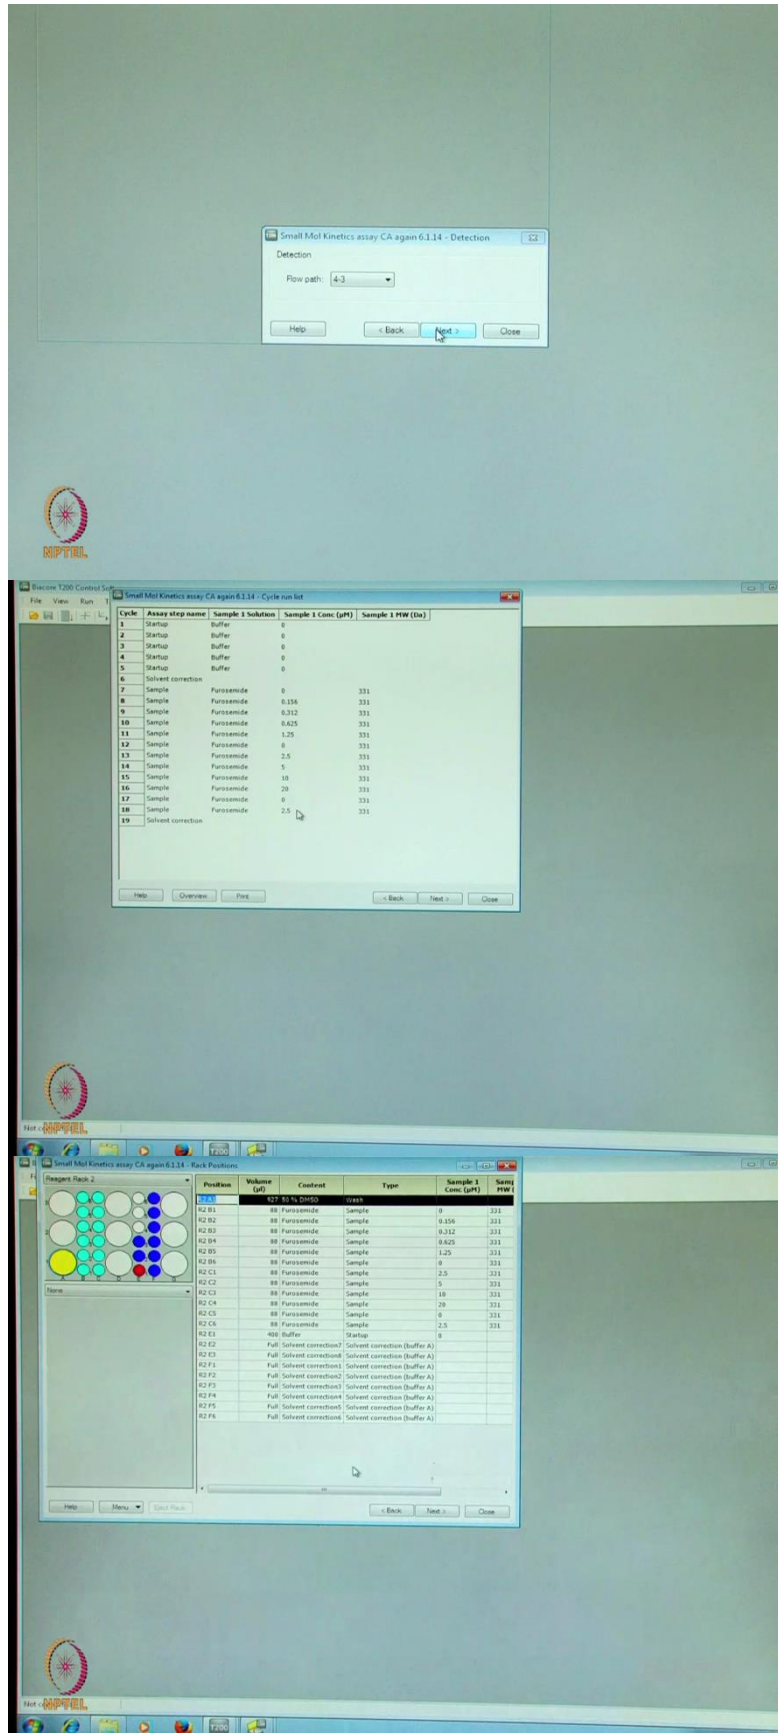 Small Mol Kinetics assay CA again 6.1.14 - Detection
Detection
Flow path: 4-3
Help < Back Next > Close
NPTEL
Biacore T200 Control
File View Run
Small Mol Kinetics assay CA again 6.1.14 - Cycle run list
Cycle Assay step name Sample 1 Solution Sample 1 Conc (µM) Sample 1 MW (Da)
1 Startup Buffer 0
2 Startup Buffer 0
3 Startup Buffer 0
4 Startup Buffer 0
5 Startup Buffer 0
6 Solvent correction
7 Sample Furosemide 0 331
8 Sample Furosemide 0.156 331
9 Sample Furosemide 0.312 331
10 Sample Furosemide 0.625 331
11 Sample Furosemide 1.25 331
12 Sample Furosemide 0 331
13 Sample Furosemide 2.5 331
14 Sample Furosemide 5 331
15 Sample Furosemide 10 331
16 Sample Furosemide 20 331
17 Sample Furosemide 0 331
18 Sample Furosemide 2.5 331
19 Solvent correction
Help Overview Print < Back Next > Close
NPTEL
T200
Small Mol Kinetics assay CA again 6.1.14 - Rack Positions
Reagent Rack 2
None
Position Volume (µl) Content Type Sample 1 Conc (µM) MW
R2 A1 927 50 % DMSO Wash
R2 B1 88 Furosemide Sample 0 331
R2 B2 88 Furosemide Sample 0.156 331
R2 B3 88 Furosemide Sample 0.312 331
R2 B4 88 Furosemide Sample 0.625 331
R2 B5 88 Furosemide Sample 1.25 331
R2 B6 88 Furosemide Sample 0 331
R2 C1 88 Furosemide Sample 2.5 331
R2 C2 88 Furosemide Sample 5 331
R2 C3 88 Furosemide Sample 10 331
R2 C4 88 Furosemide Sample 20 331
R2 C5 88 Furosemide Sample 0 331
R2 C6 88 Furosemide Sample 2.5 331
R2 E1 408 Buffer Startup 0
R2 E2 Full Solvent correction7 Solvent correction (buffer A)
R2 E3 Full Solvent correction8 Solvent correction (buffer A)
R2 F1 Full Solvent correction1 Solvent correction (buffer A)
R2 F2 Full Solvent correction2 Solvent correction (buffer A)
R2 F3 Full Solvent correction3 Solvent correction (buffer A)
R2 F4 Full Solvent correction4 Solvent correction (buffer A)
R2 F5 Full Solvent correction5 Solvent correction (buffer A)
R2 F6 Full Solvent correction6 Solvent correction (buffer A)
Help Menu Eject Rack < Back Next > Close
NPTEL
T200